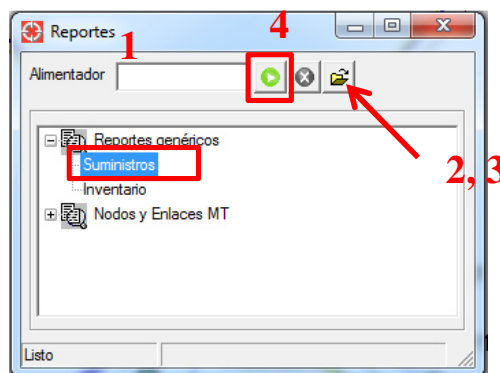 Reportes
1
4
Alimentador
Reportes genéricos
Suministros
Inventario
Nodos y Enlaces MT
2, 3
Listo